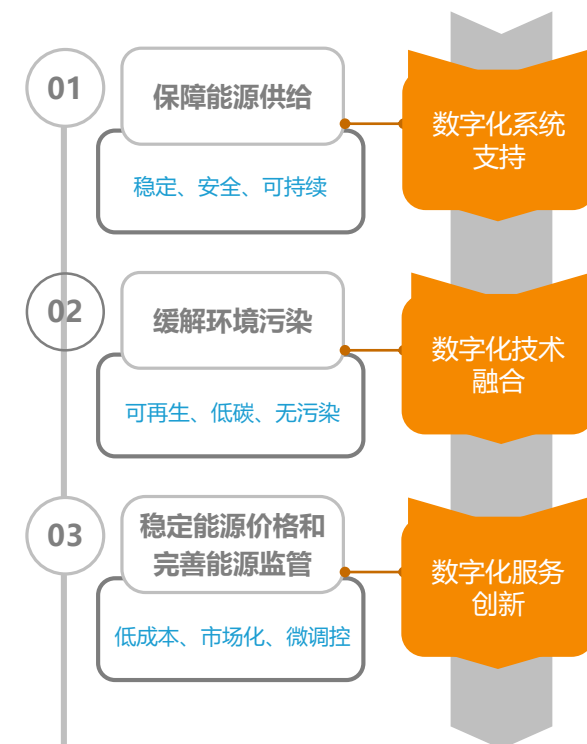 01
保障能源供给
稳定、安全、可持续
数字化系统
支持
02
缓解环境污染
可再生、低碳、无污染
数字化技术
融合
03
稳定能源价格和
完善能源监管
低成本、市场化、微调控
数字化服务
创新